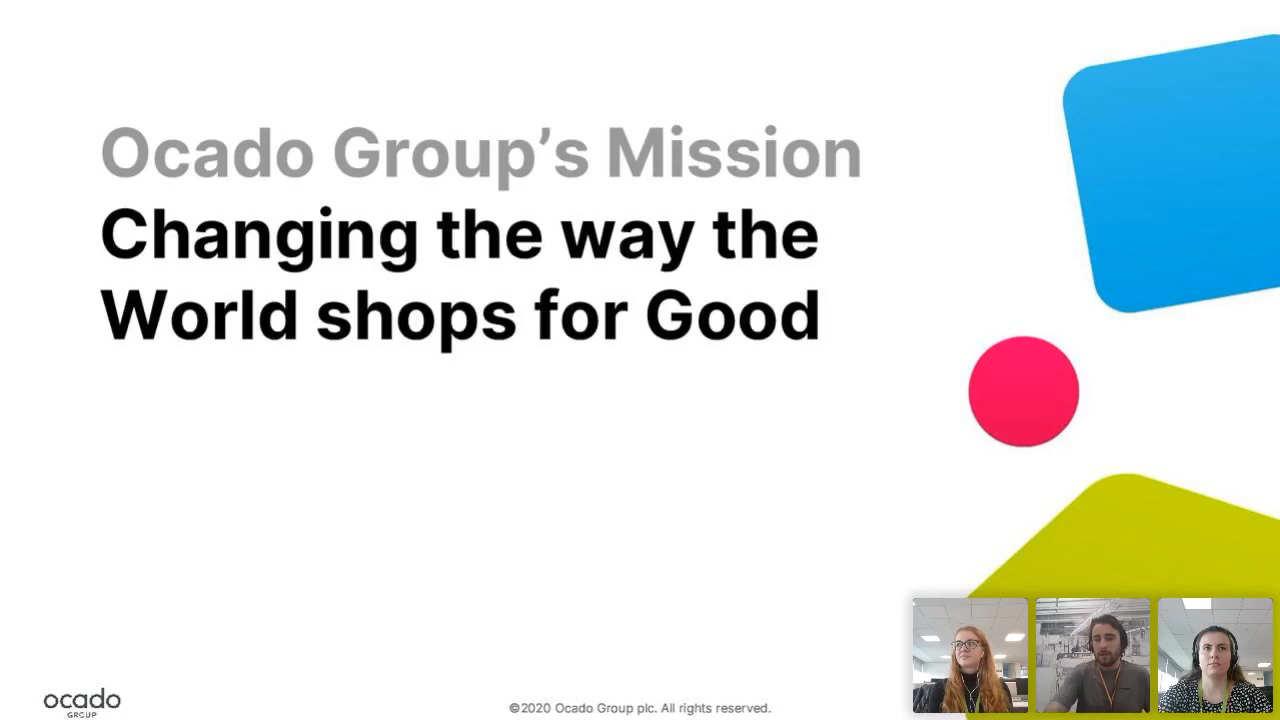 Ocado Group’s Mission
Changing the way the
World shops for Good
ocado
GROUP
©2020 Ocado Group plc. All rights reserved.